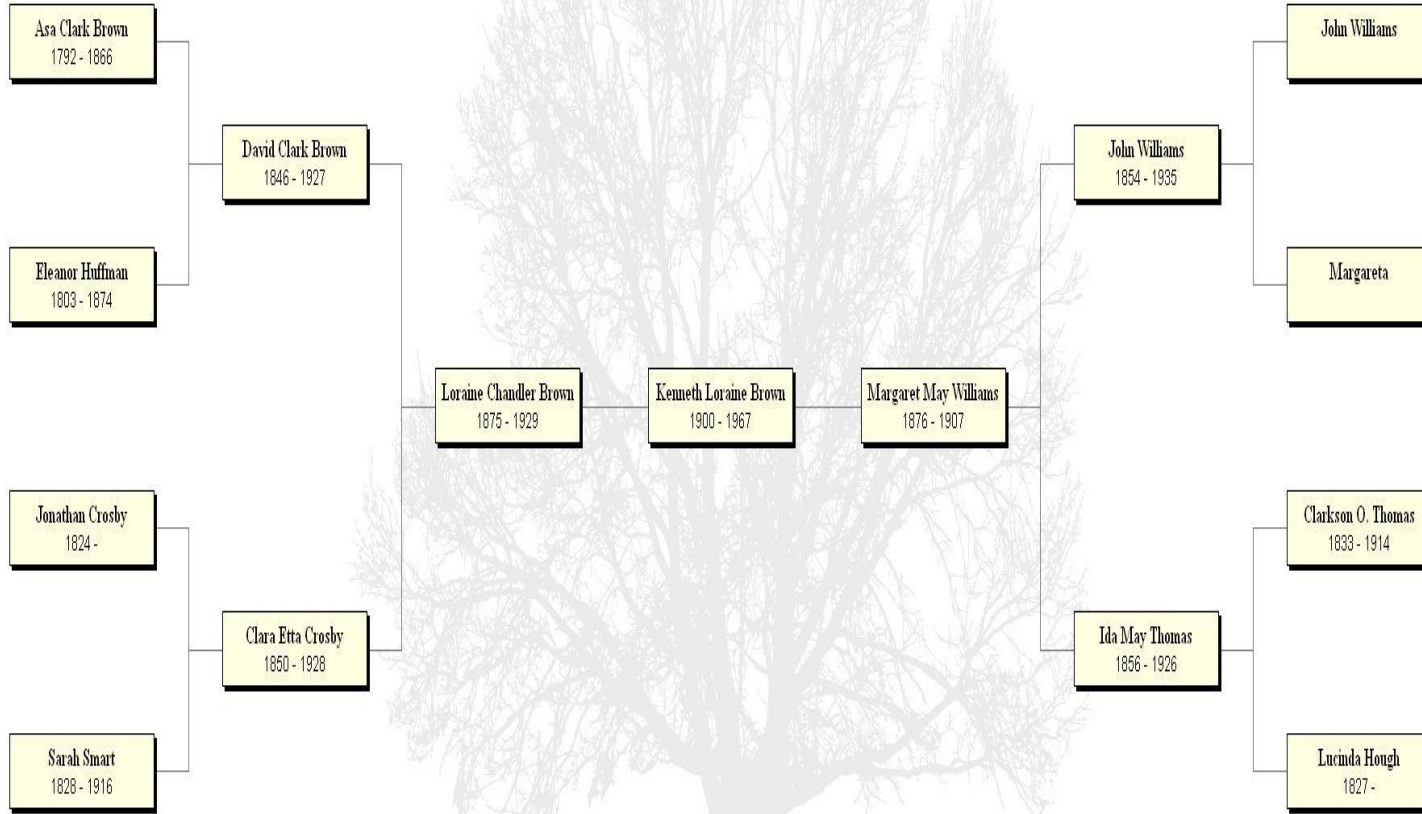 Asa Clark Brown
1792 - 1866
John Williams
David Clark Brown
1846 - 1927
John Williams
1854 - 1935
Eleanor Huffman
1803 - 1874
Margareta
Loraine Chandler Brown
1875 - 1929
Kenneth Loraine Brown
1900 - 1967
Margaret May Williams
1876 - 1907
Jonathan Crosby
1824 -
Clarkson O. Thomas
1833 - 1914
Clara Etta Crosby
1850 - 1928
Ida May Thomas
1856 - 1926
Sarah Smart
1828 - 1916
Lucinda Hough
1827 -